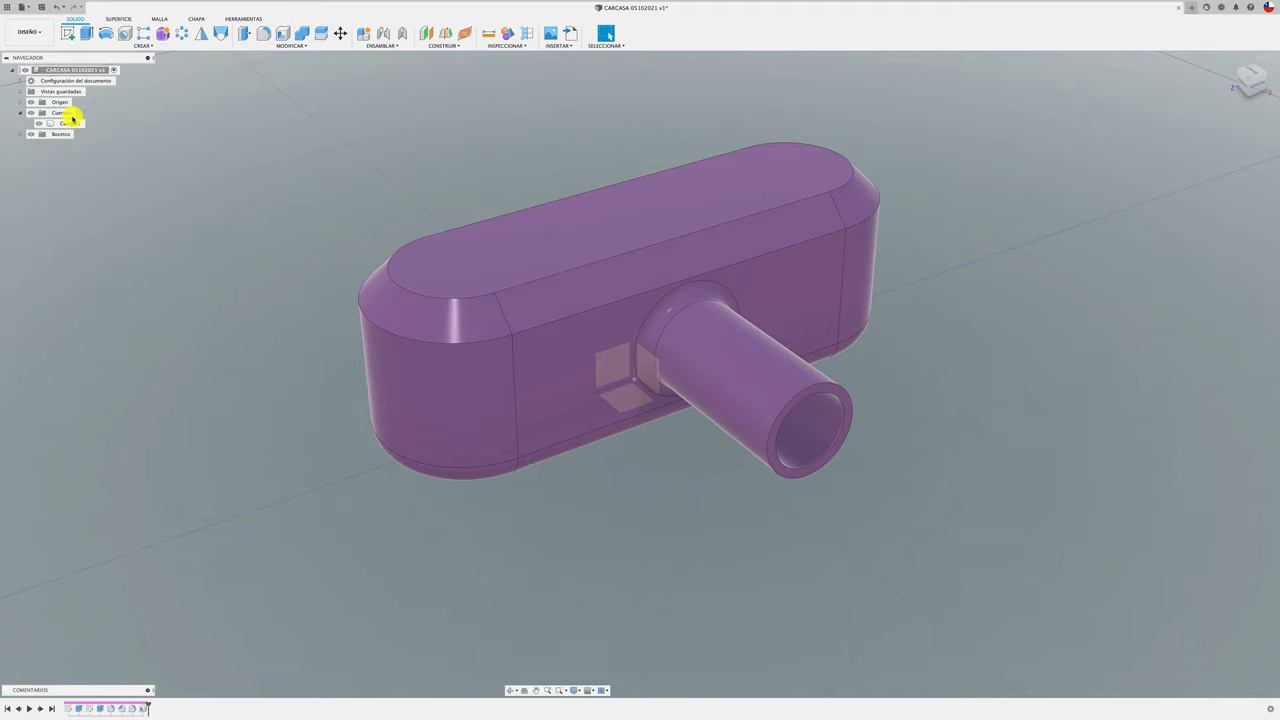 CARCASA 05102021 v1*
DISEÑO
SÓLIDO
SUPERFICIE
MALLA
CHAPA
HERRAMIENTAS
CREAR
MODIFICAR
ENSAMBLAR
CONSTRUIR
INSPECCIONAR
INSERTAR
SELECCIONAR
NAVEGADOR
CARCASA 05102021 v1
Configuración del documento
Vistas guardadas
Origen
Bocetos
Z
COMENTARIOS